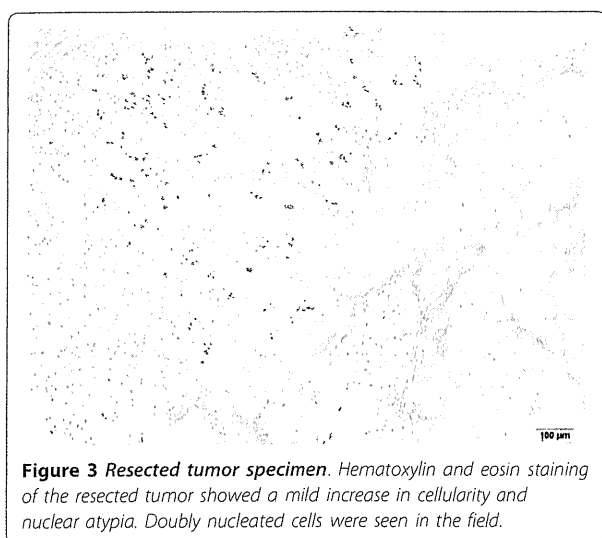 100 μm
Figure 3 Resected tumor specimen. Hematoxylin and eosin staining
of the resected tumor showed a mild increase in cellularity and
nuclear atypia. Doubly nucleated cells were seen in the field.